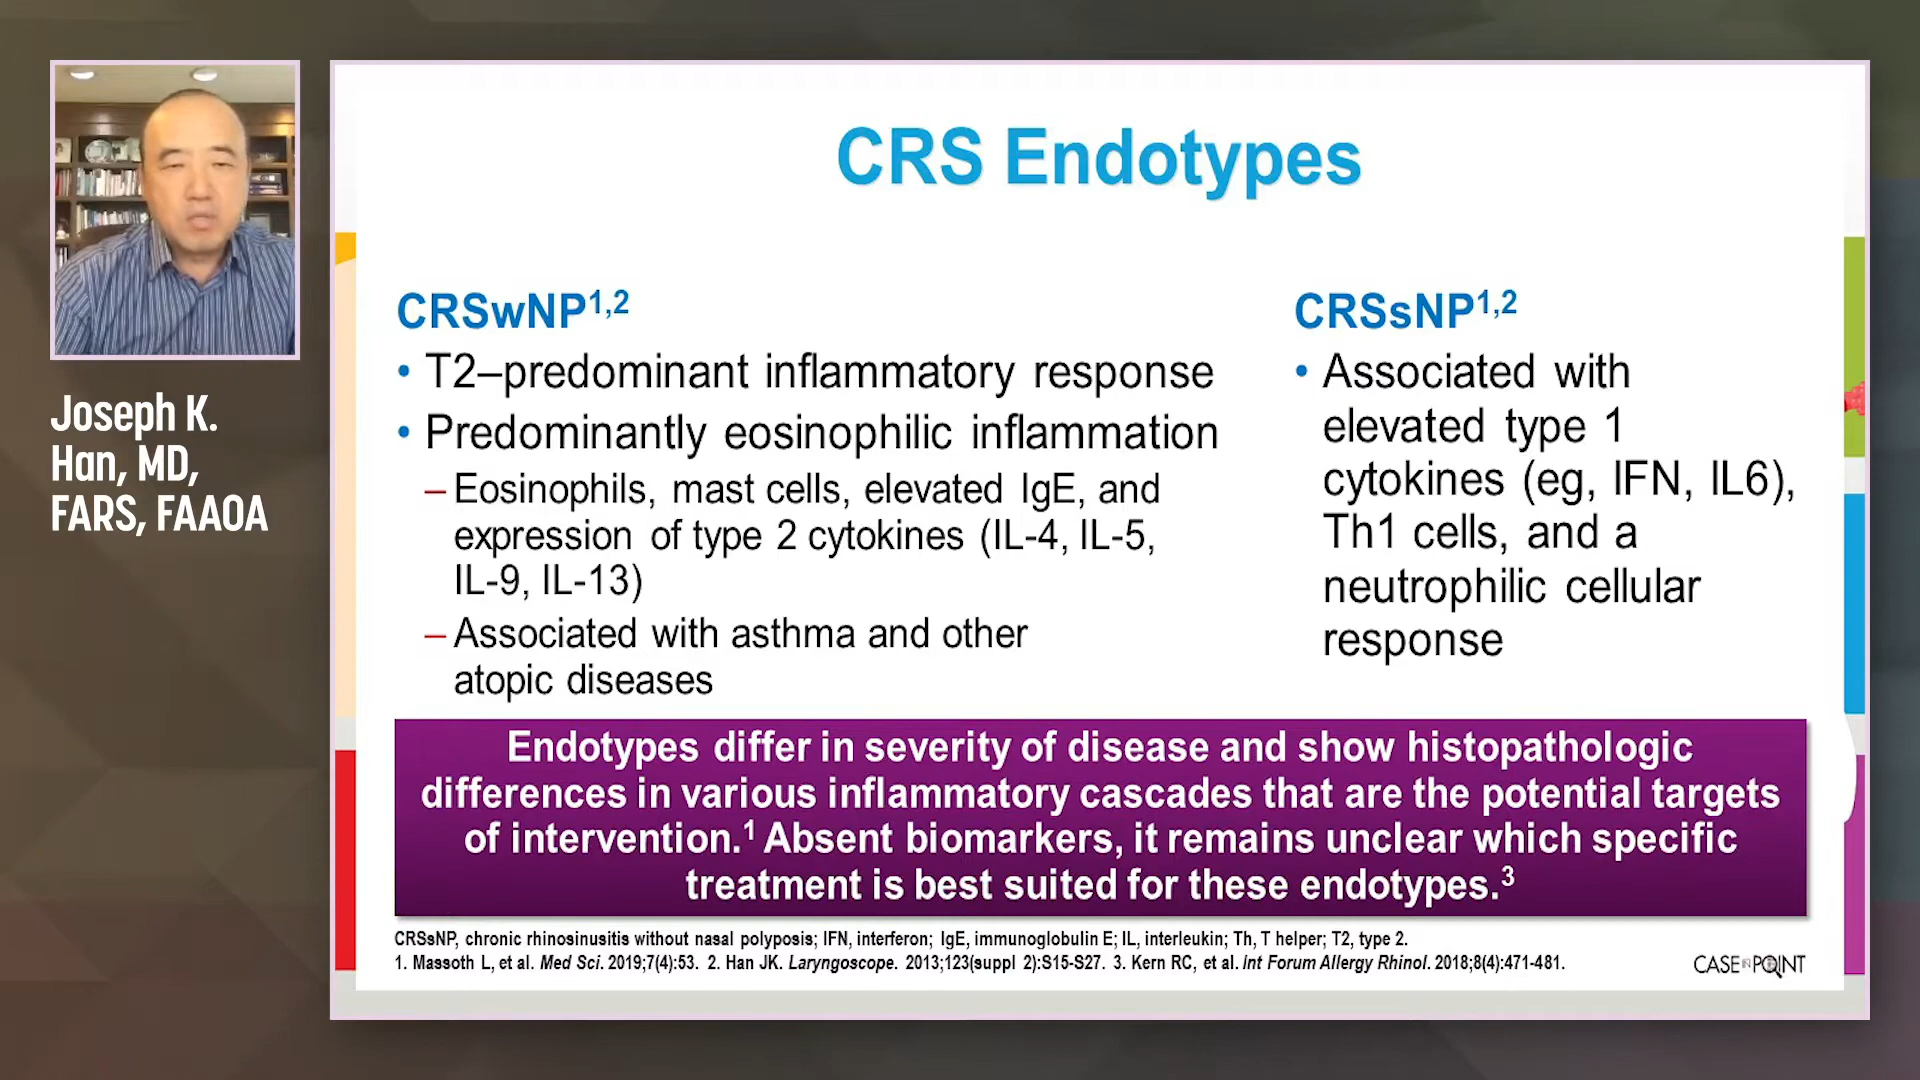 Joseph K.
Han, MD,
FARS, FAAOA
CRS Endotypes
CRSwNP1,2
• T2–predominant inflammatory response
• Predominantly eosinophilic inflammation
– Eosinophils, mast cells, elevated IgE, and
expression of type 2 cytokines (IL-4, IL-5,
IL-9, IL-13)
– Associated with asthma and other
atopic diseases
CRSsNP1,2
• Associated with
elevated type 1
cytokines (eg, IFN, IL6),
Th1 cells, and a
neutrophilic cellular
response
Endotypes differ in severity of disease and show histopathologic
differences in various inflammatory cascades that are the potential targets
of intervention.1 Absent biomarkers, it remains unclear which specific
treatment is best suited for these endotypes.3
CRSsNP, chronic rhinosinusitis without nasal polyposis; IFN, interferon; IgE, immunoglobulin E; IL, interleukin; Th, T helper; T2, type 2.
1. Massoth L, et al. Med Sci. 2019;7(4):53. 2. Han JK. Laryngoscope. 2013;123(suppl 2):S15-S27. 3. Kern RC, et al. Int Forum Allergy Rhinol. 2018;8(4):471-481.
CASE IN POINT